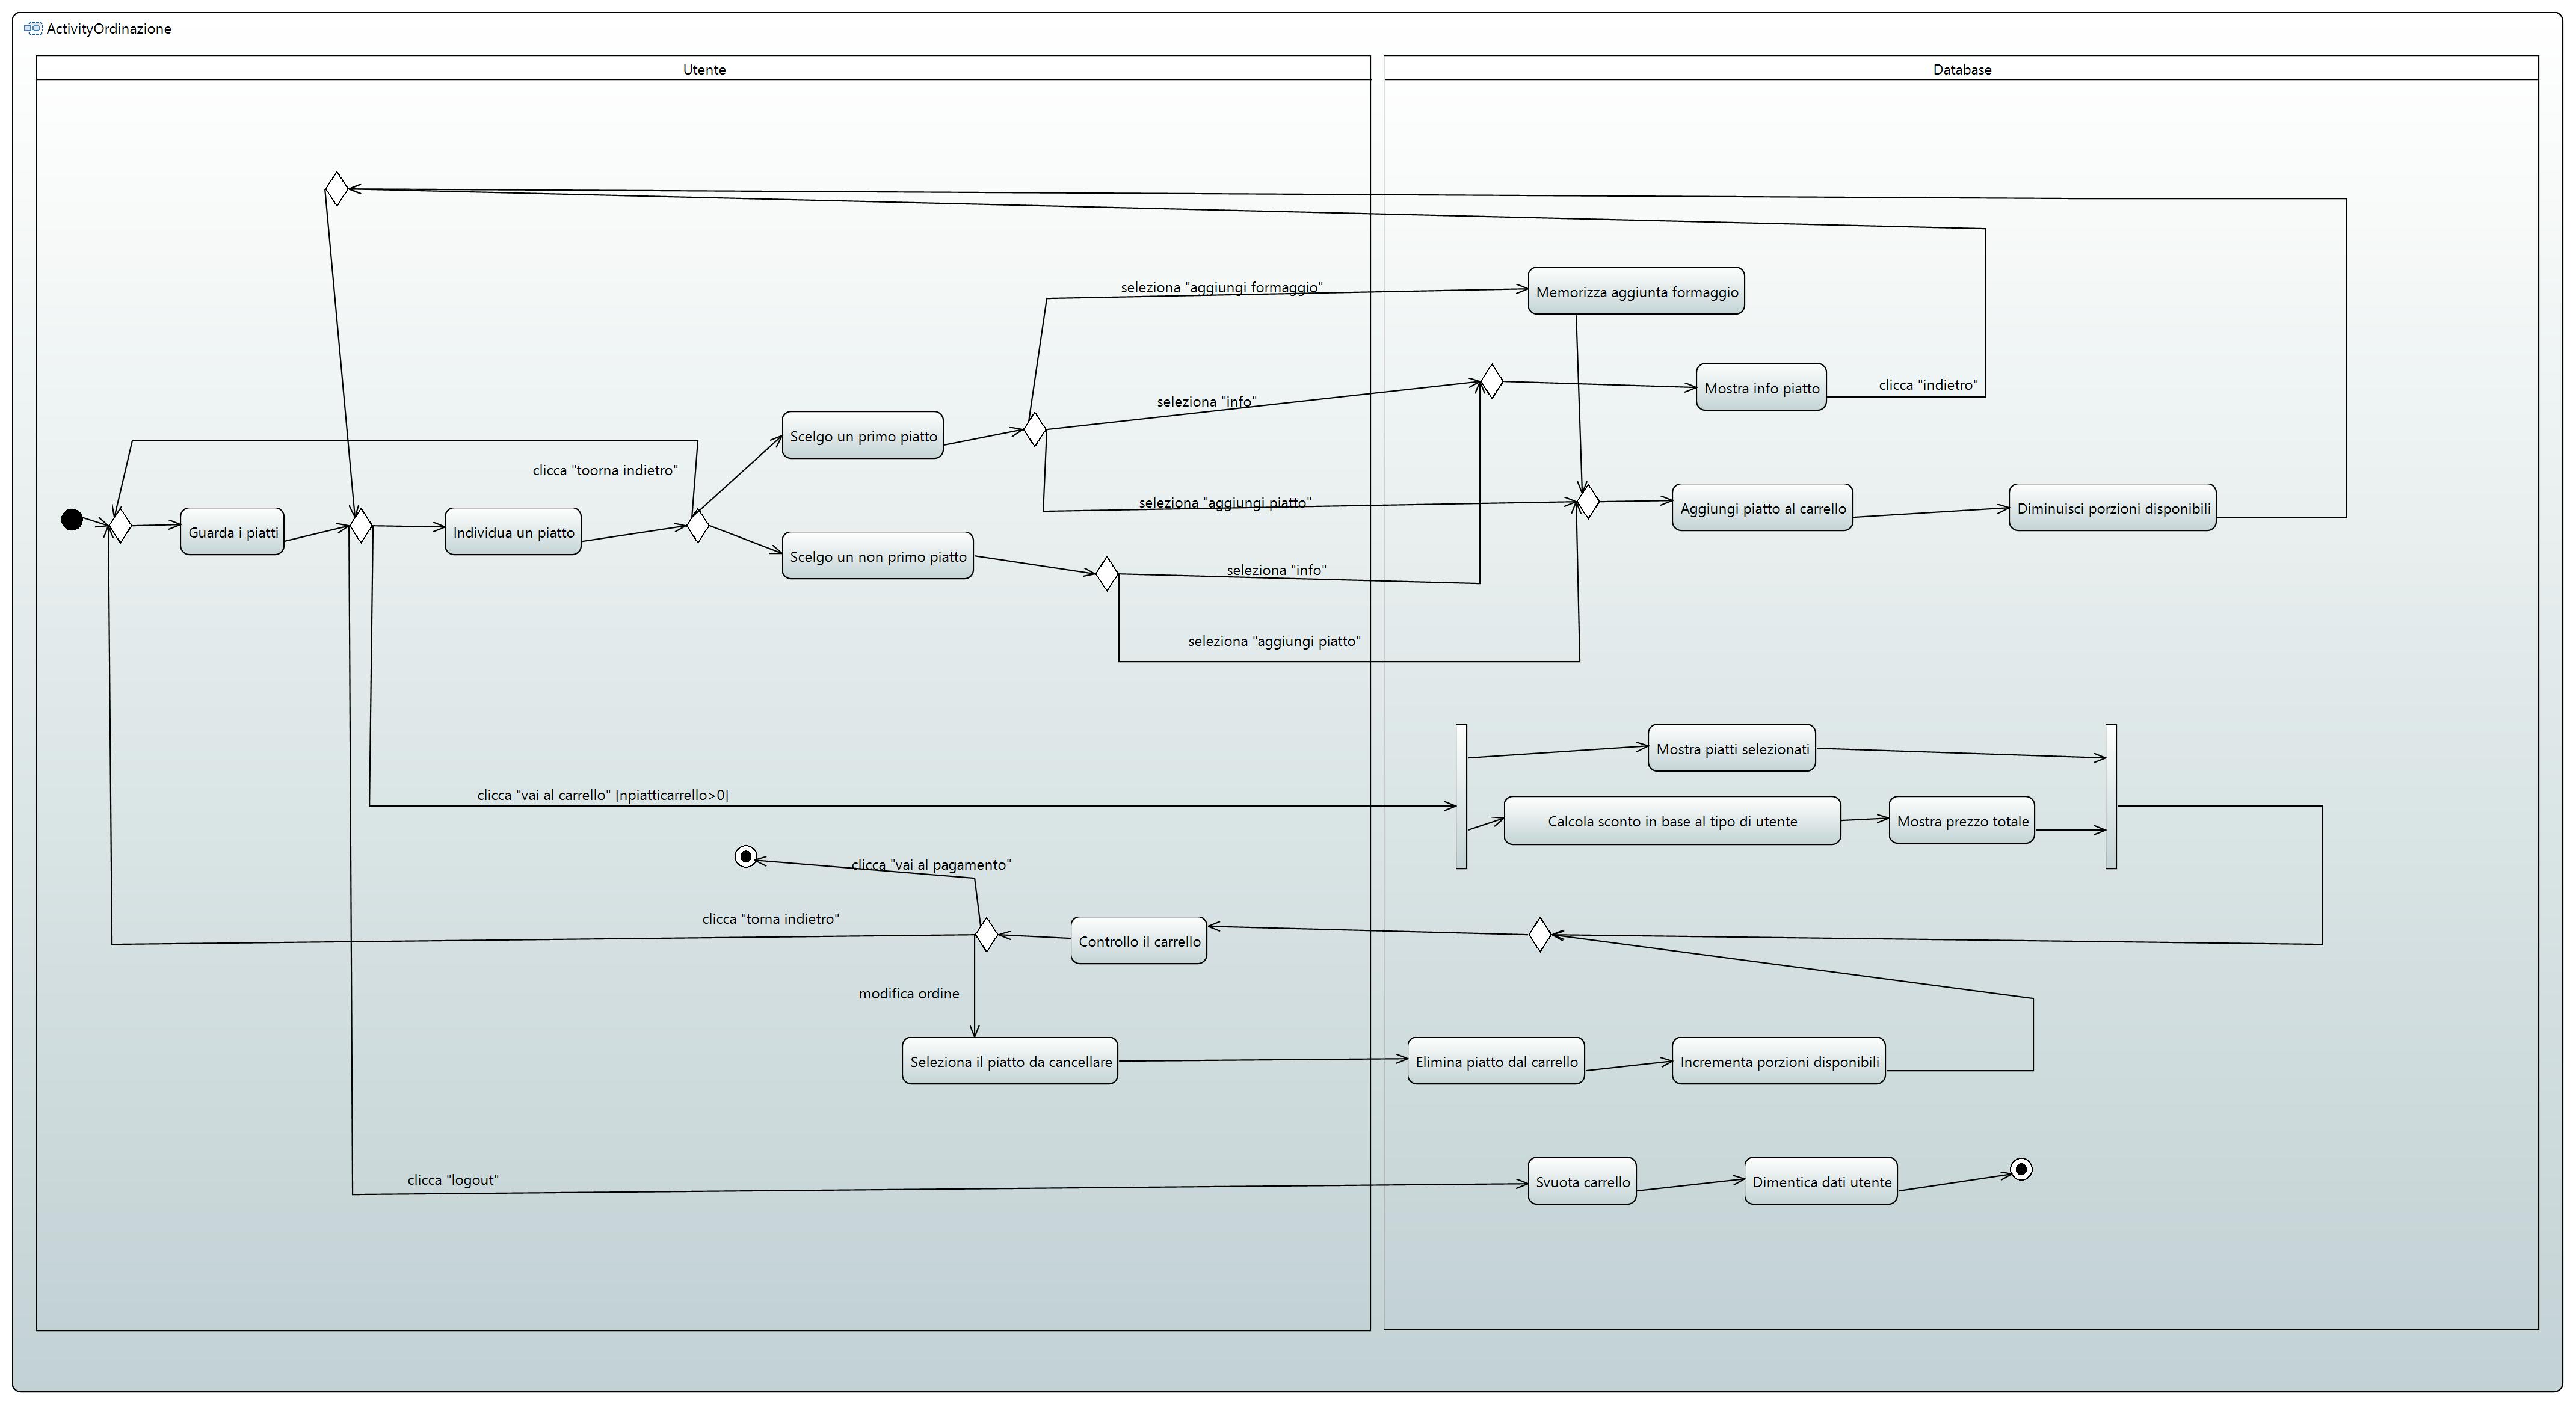 ActivityOrdinazione
Utente
Database
seleziona "aggiungi formaggio"
Memorizza aggiunta formaggio
Mostra info piatto
clicca "indietro"
seleziona "info"
Scelgo un primo piatto
clicca "toorna indietro"
seleziona "aggiungi piatto"
Aggiungi piatto al carrello
Diminuisci porzioni disponibili
Guarda i piatti
Individua un piatto
Scelgo un non primo piatto
seleziona "info"
seleziona "aggiungi piatto"
Mostra piatti selezionati
clicca "vai al carrello" [npiatticarrello>0]
Calcola sconto in base al tipo di utente
Mostra prezzo totale
clicca "vai al pagamento"
clicca "torna indietro"
Controllo il carrello
modifica ordine
Seleziona il piatto da cancellare
Elimina piatto dal carrello
Incrementa porzioni disponibili
clicca "logout"
Svuota carrello
Dimentica dati utente